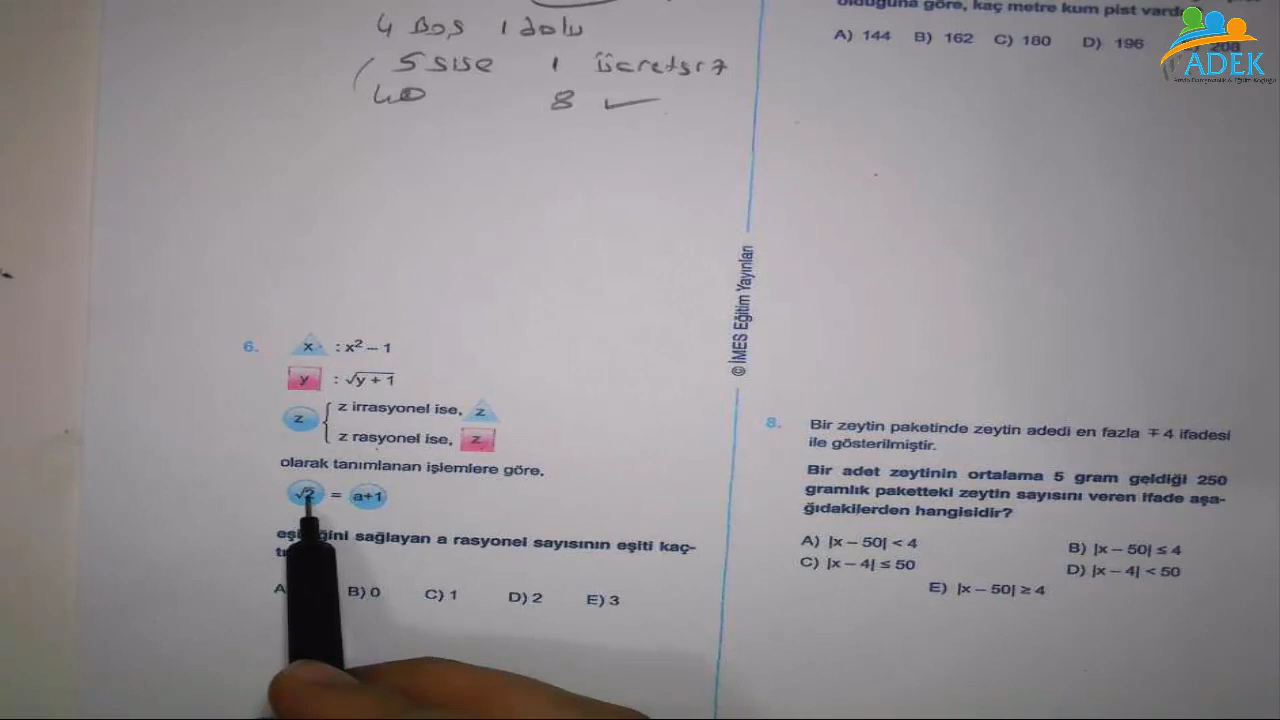 4 Boş 1 dolu
5 şişe 1 ücretsiz
40 8
6. x : x² – 1
y : √y + 1
z { z irrasyonel ise, z
z rasyonel ise, z
olarak tanımlanan işlemlere göre,
√2 = a+1
sağlayan a rasyonel sayısının eşiti kaç-
A) B) 0 C) 1 D) 2 E) 3
© İMES Eğitim Yayınları
olduğuna göre, kaç metre kum pist
A) 144 B) 162 C) 180 D) 196 208
ADEK
8. Bir zeytin paketinde zeytin adedi en fazla ∓ 4 ifadesi
ile gösterilmiştir.
Bir adet zeytinin ortalama 5 gram geldiği 250
gramlık paketteki zeytin sayısını veren ifade aşa-
ğıdakilerden hangisidir?
A) |x – 50| < 4 B) |x – 50| ≤ 4
C) |x – 4| ≤ 50 D) |x – 4| < 50
E) |x – 50| ≥ 4